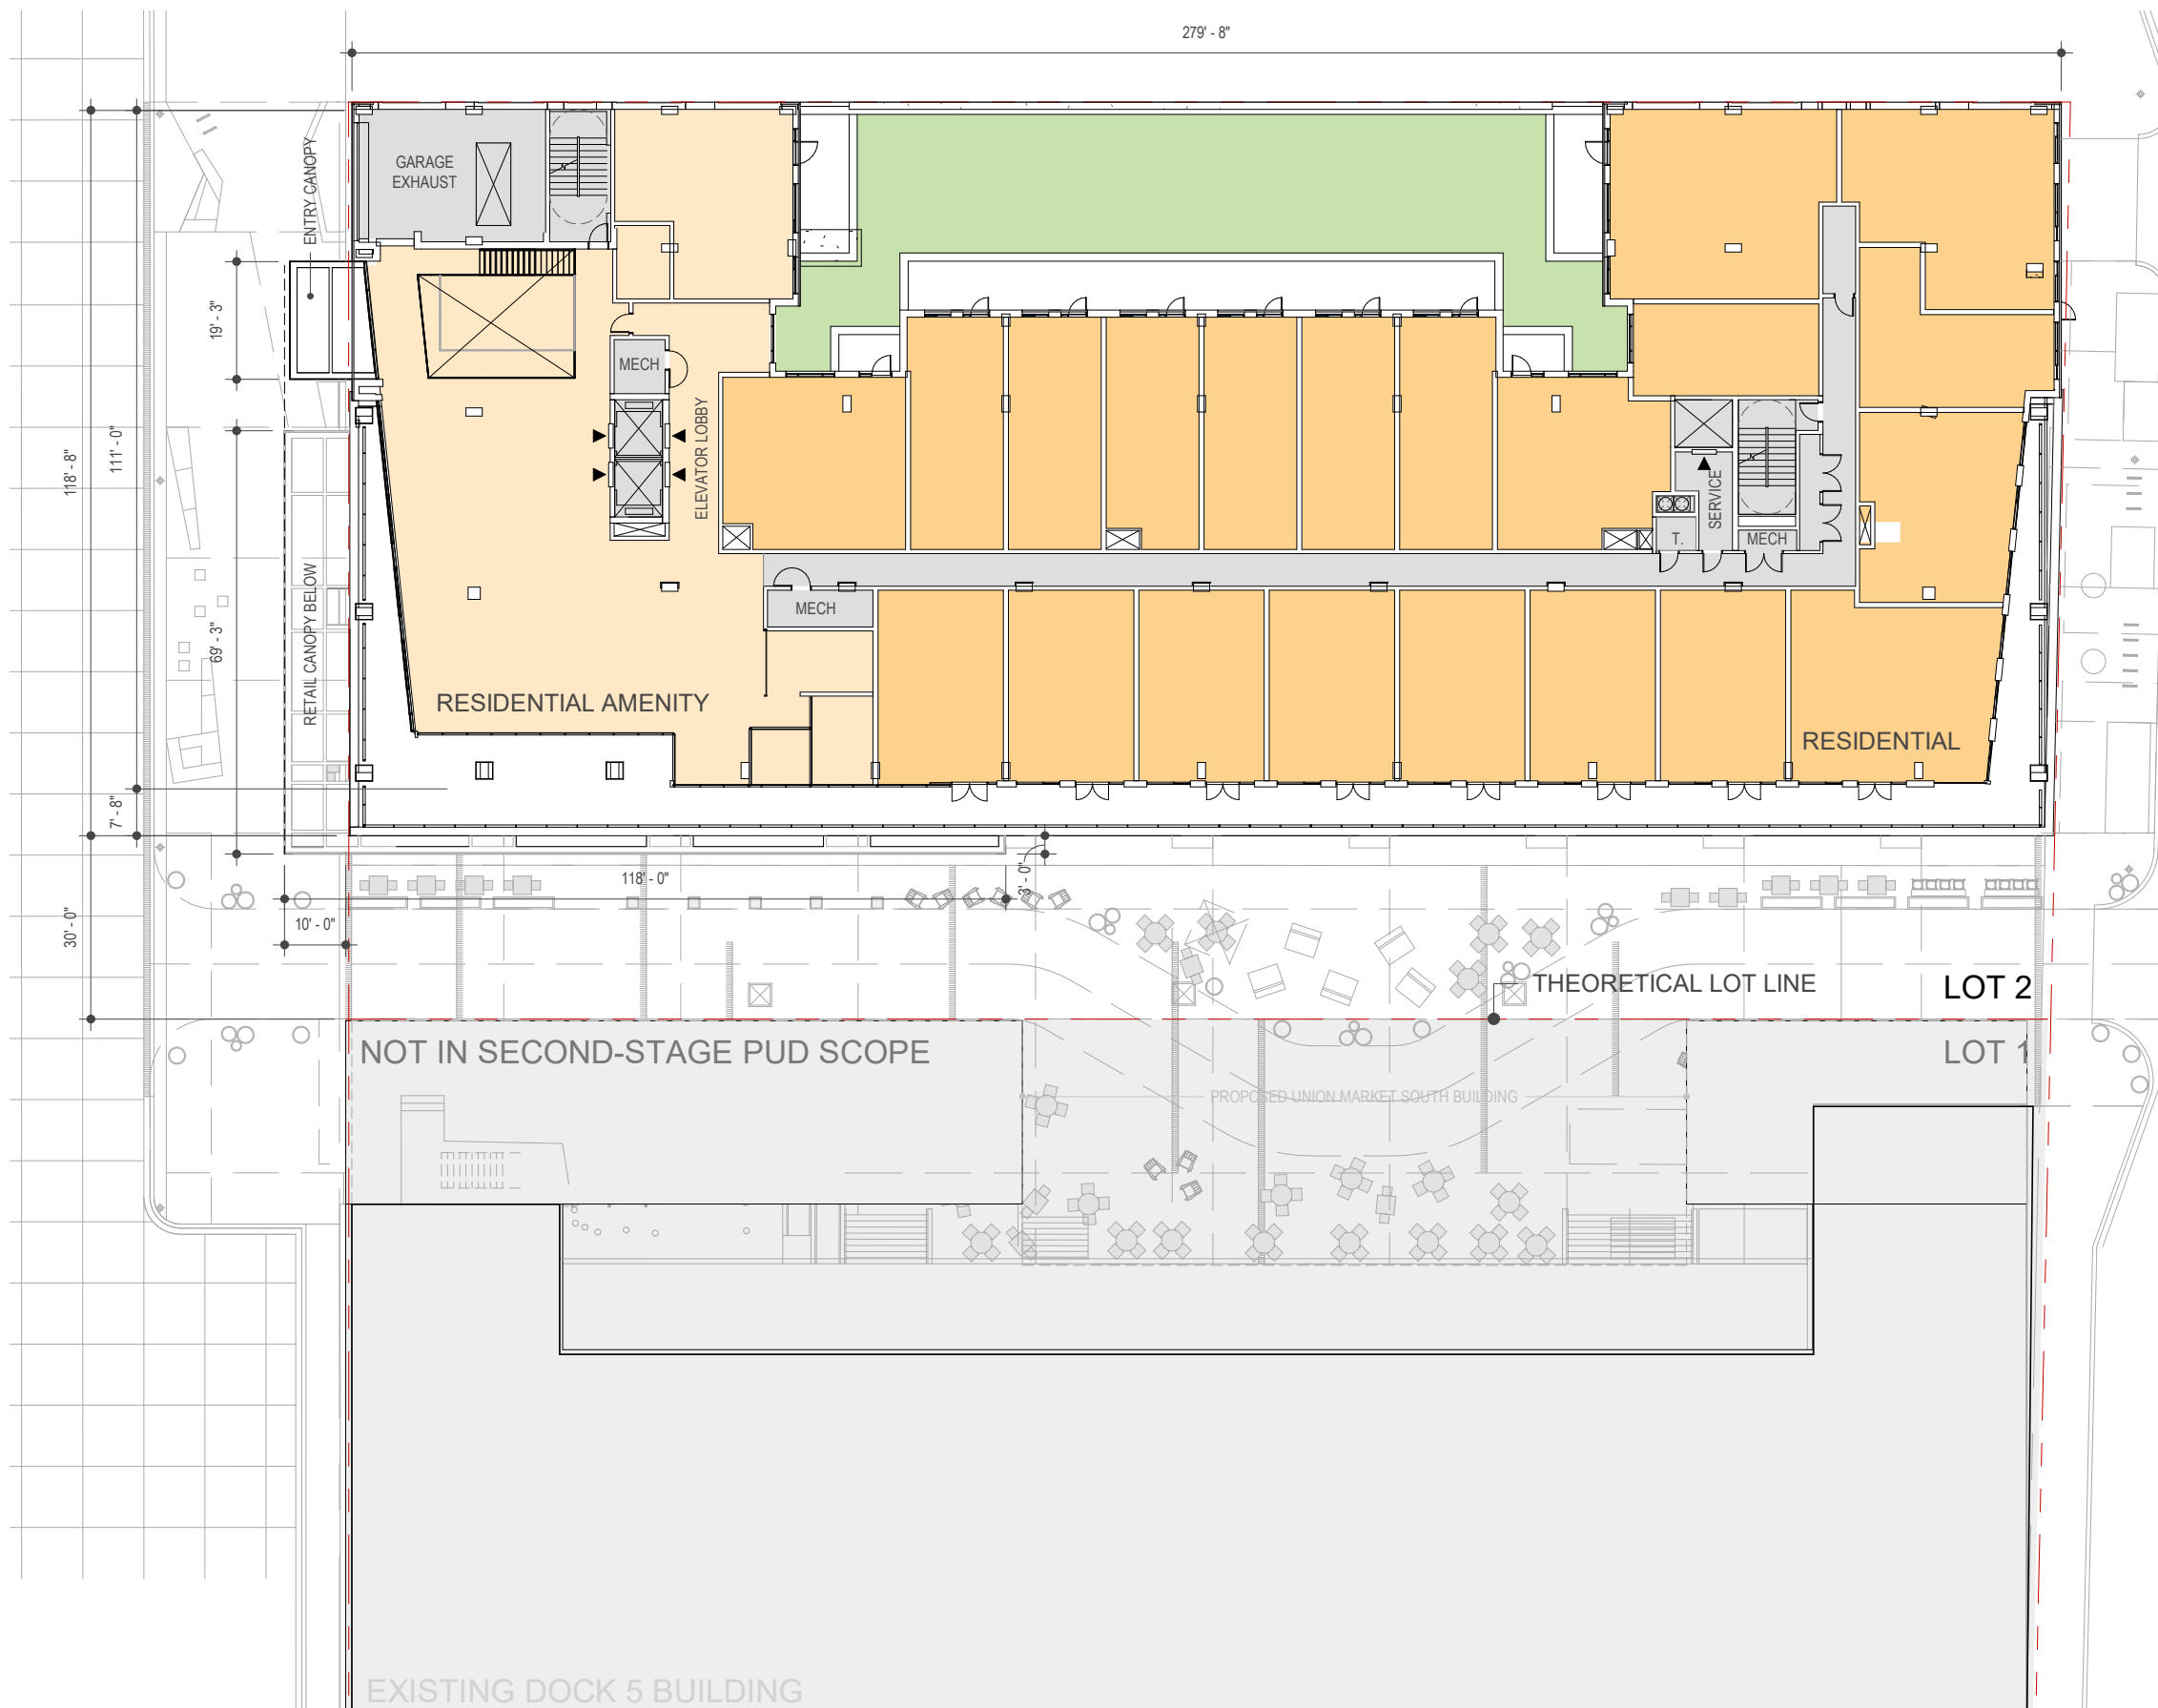 279' - 8"
GARAGE
EXHAUST
ENTRY CANOPY
19' - 3"
MECH
ELEVATOR LOBBY
118' - 8"
111' - 0"
SERVICE
T.
MECH
RETAIL CANOPY BELOW
MECH
69' - 3"
RESIDENTIAL AMENITY
RESIDENTIAL
7' - 8"
118' - 0"
3' - 0"
10' - 0"
30' - 0"
THEORETICAL LOT LINE
LOT 2
NOT IN SECOND-STAGE PUD SCOPE
LOT 1
PROPOSED UNION MARKET SOUTH BUILDING
EXISTING DOCK 5 BUILDING